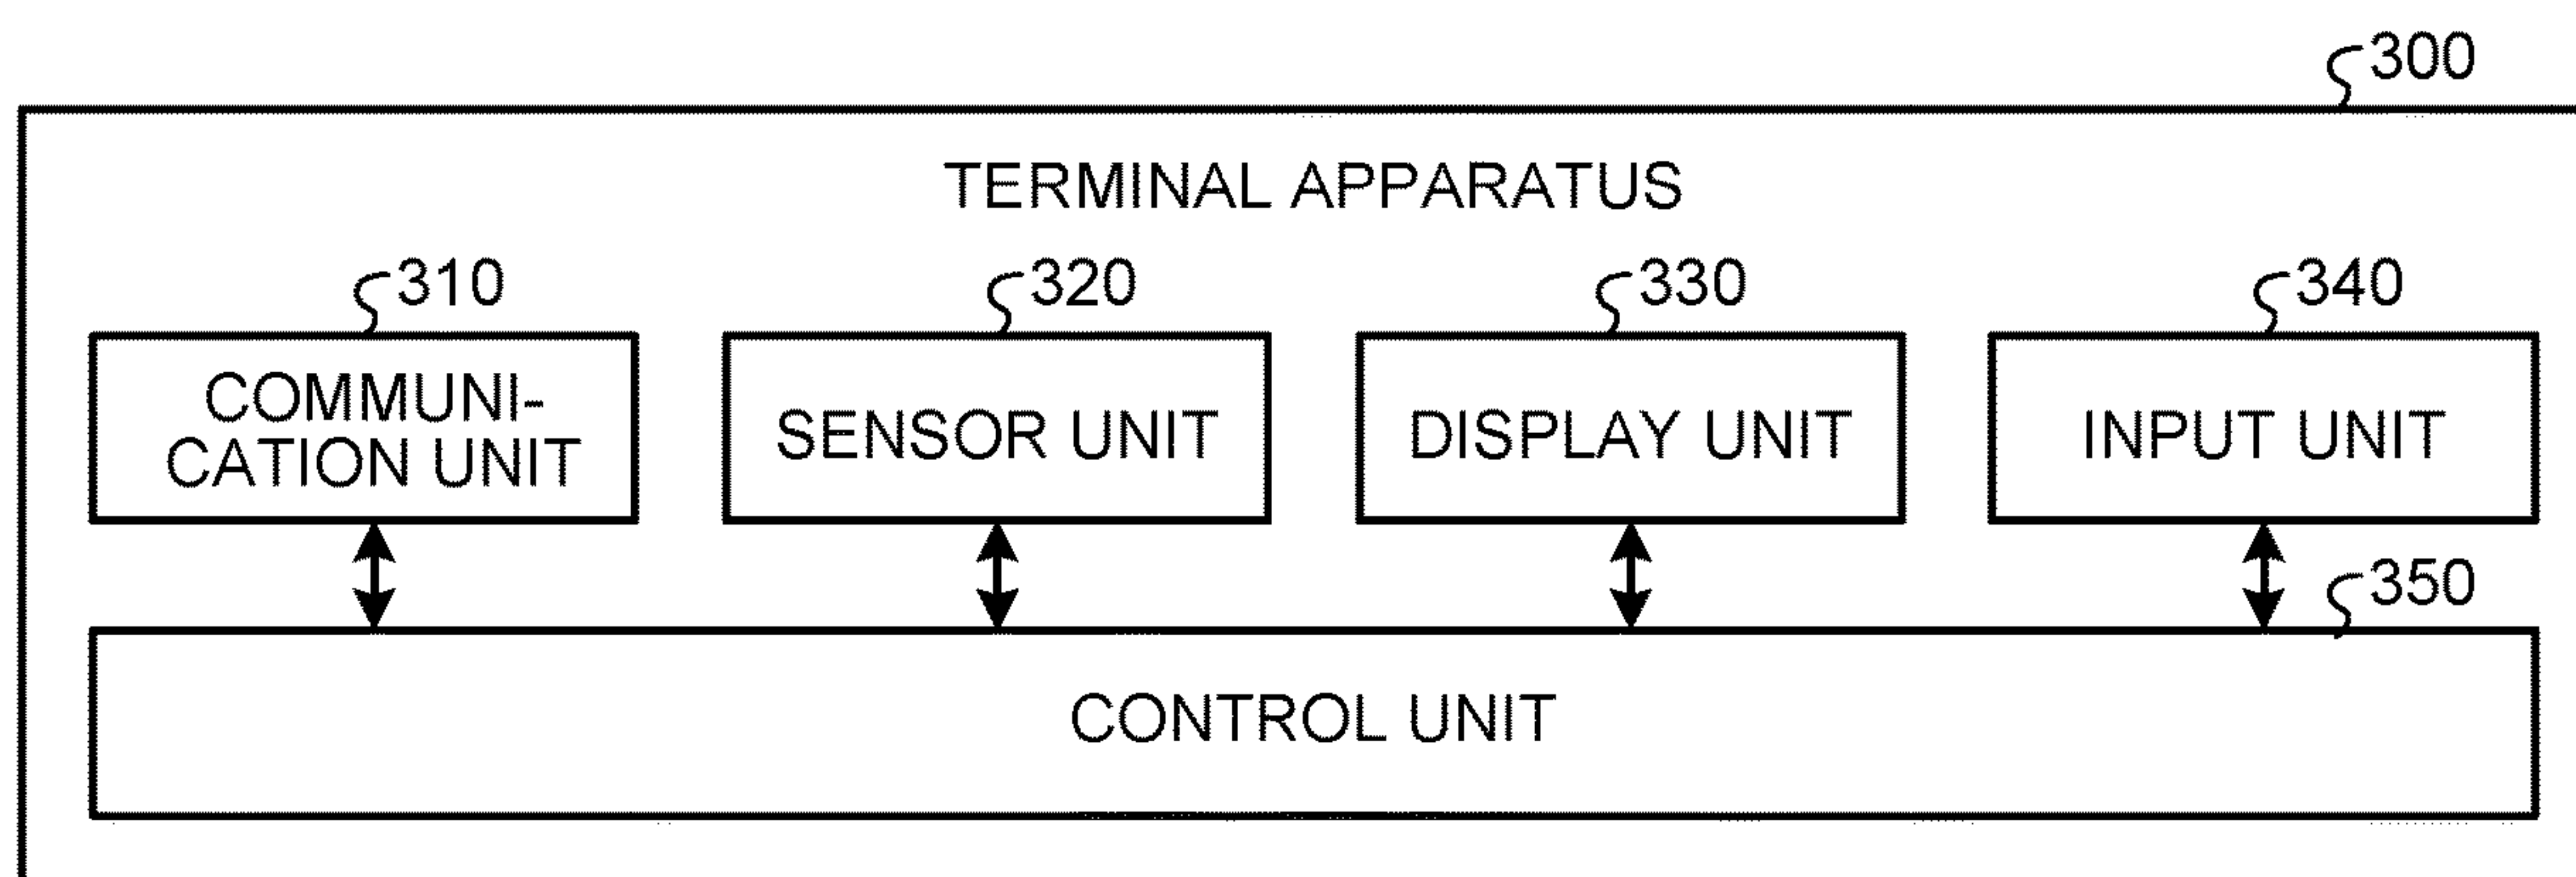 300
TERMINAL APPARATUS
310
320
330
340
COMMUNI-
CATION UNIT
SENSOR UNIT
DISPLAY UNIT
INPUT UNIT
350
CONTROL UNIT